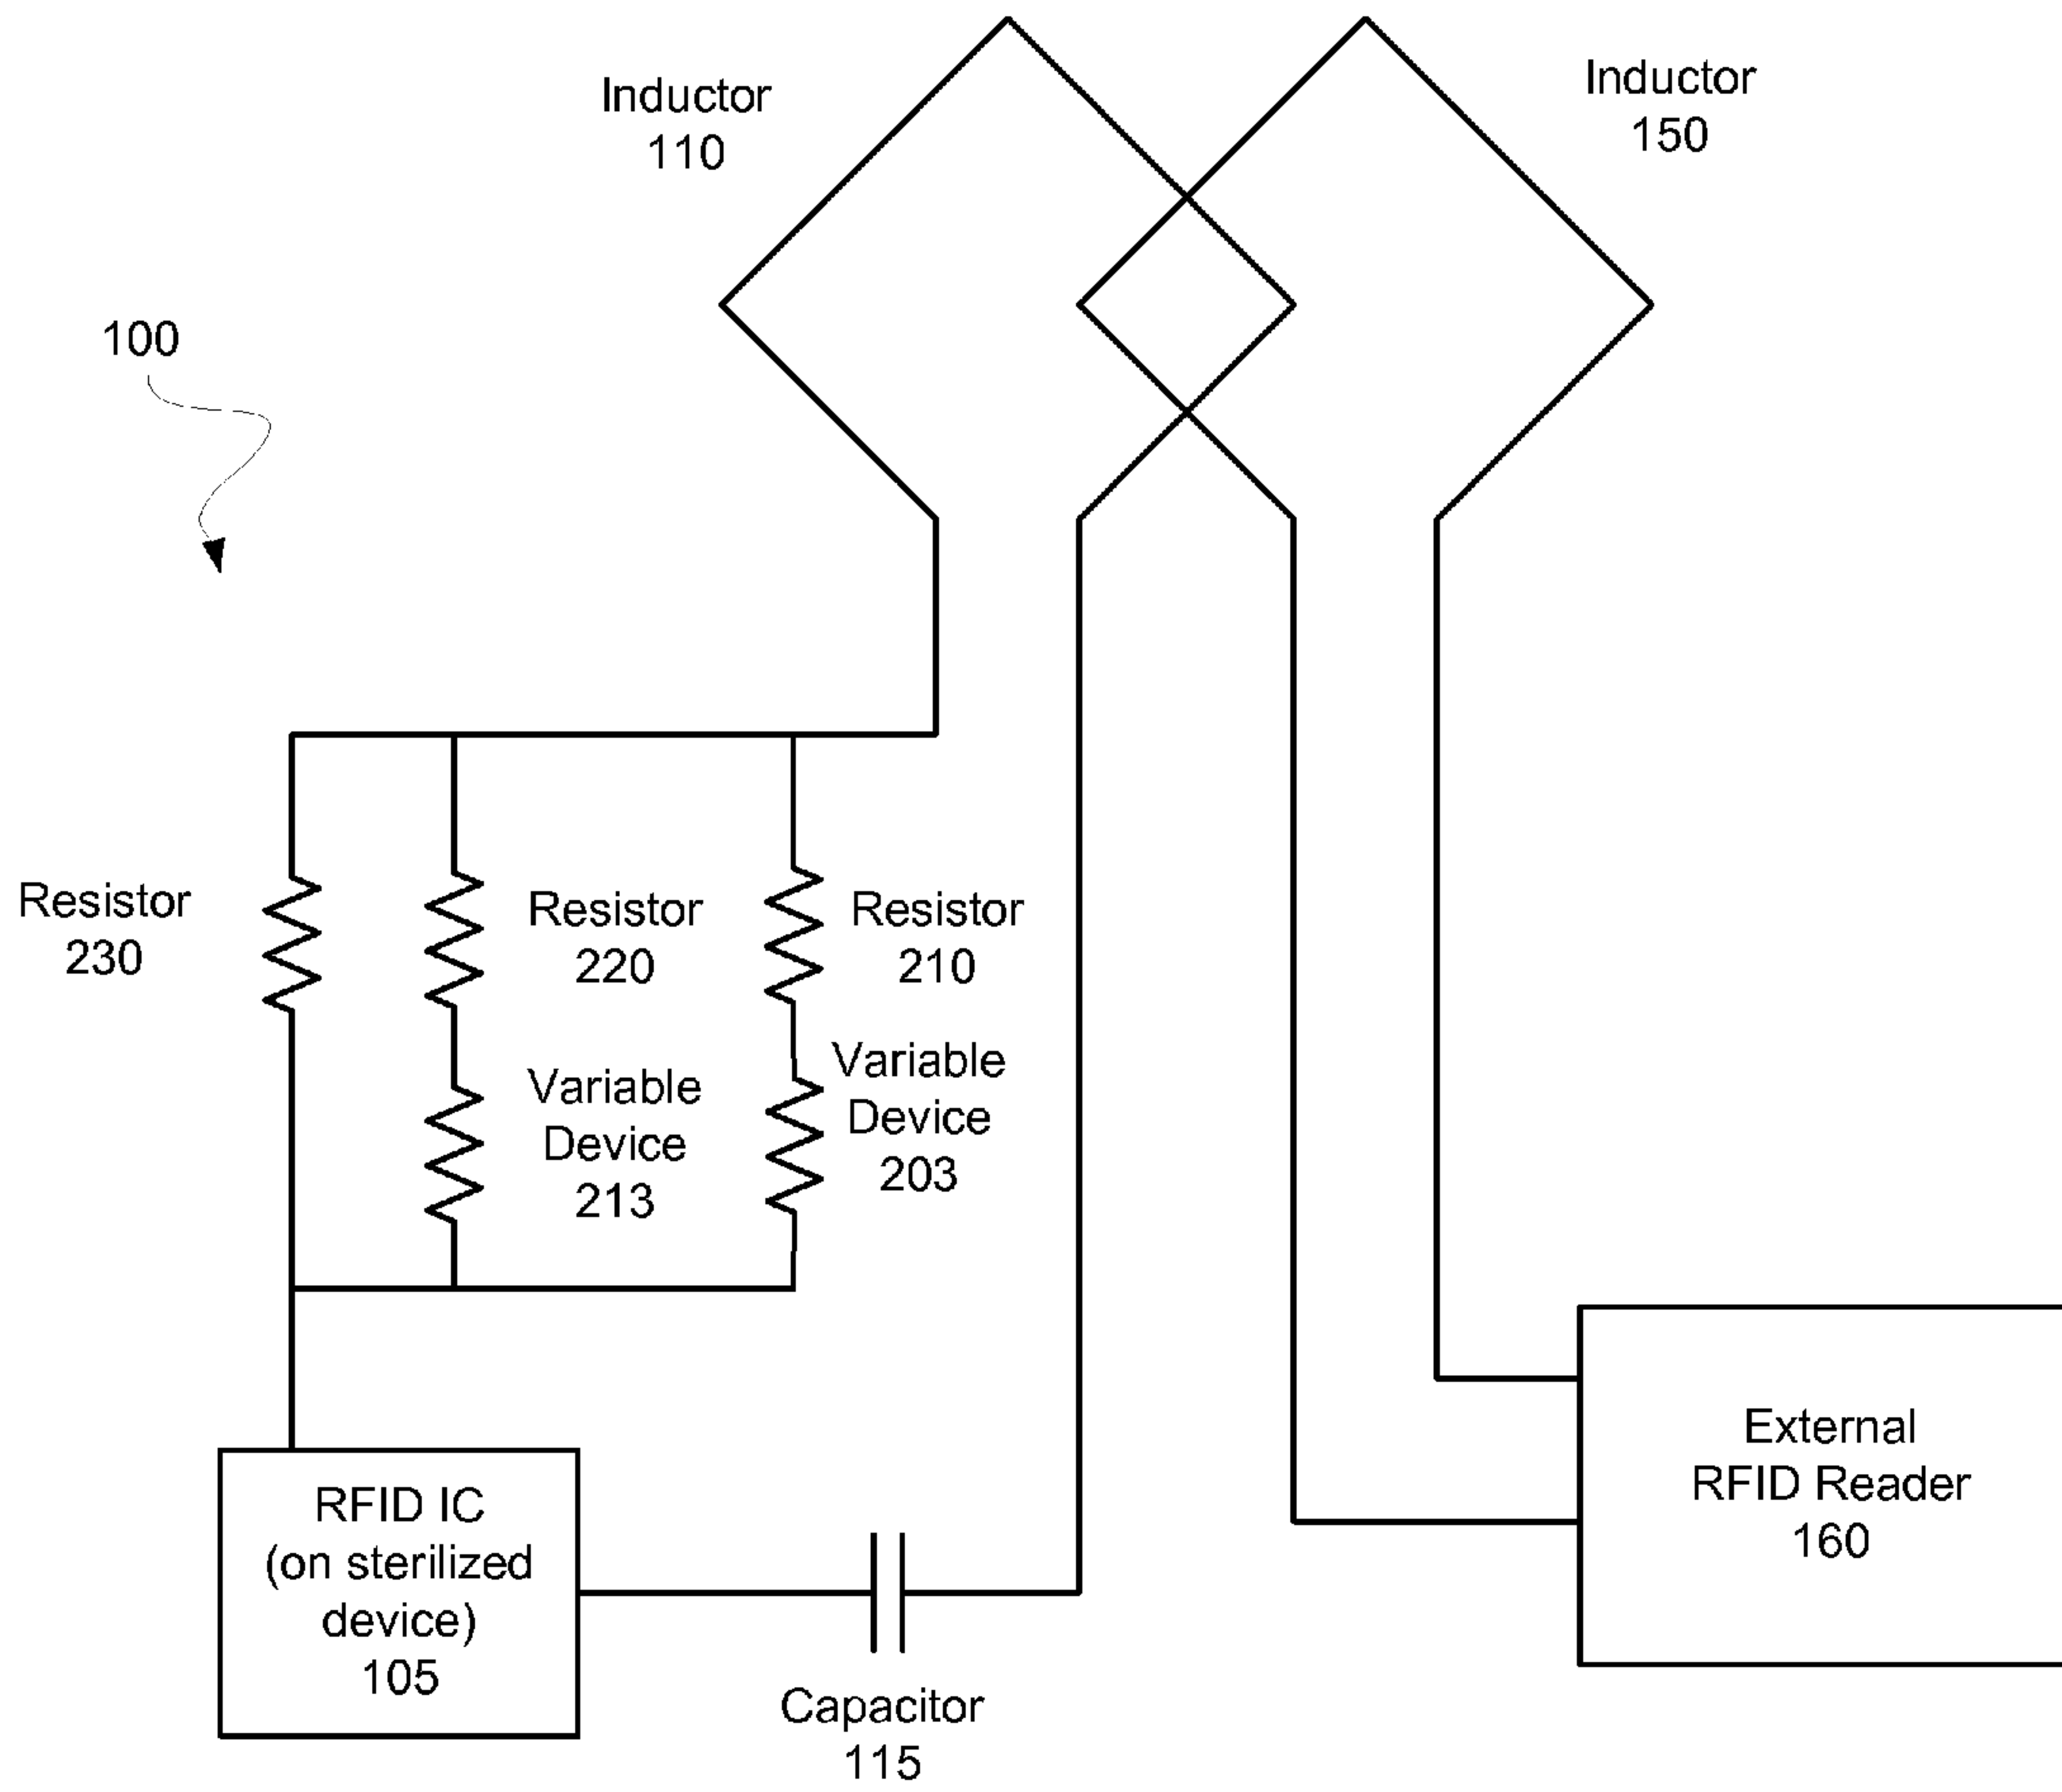 Inductor
110
Inductor
150
100
Resistor
230
Resistor
220
Resistor
210
Variable
Device
213
Variable
Device
203
RFID IC
(on sterilized
device)
105
External
RFID Reader
160
Capacitor
115